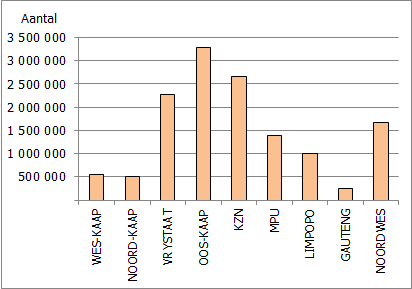 Aantal
3 500 000
3 000 000
2 500 000
2 000 000
1 500 000
1 000 000
500 000
WES-KAAP
NOORD-KAAP
VRYSTAAT
OOS-KAAP
KZN
MPU
LIMPOPO
GAUTENG
NOORDWES